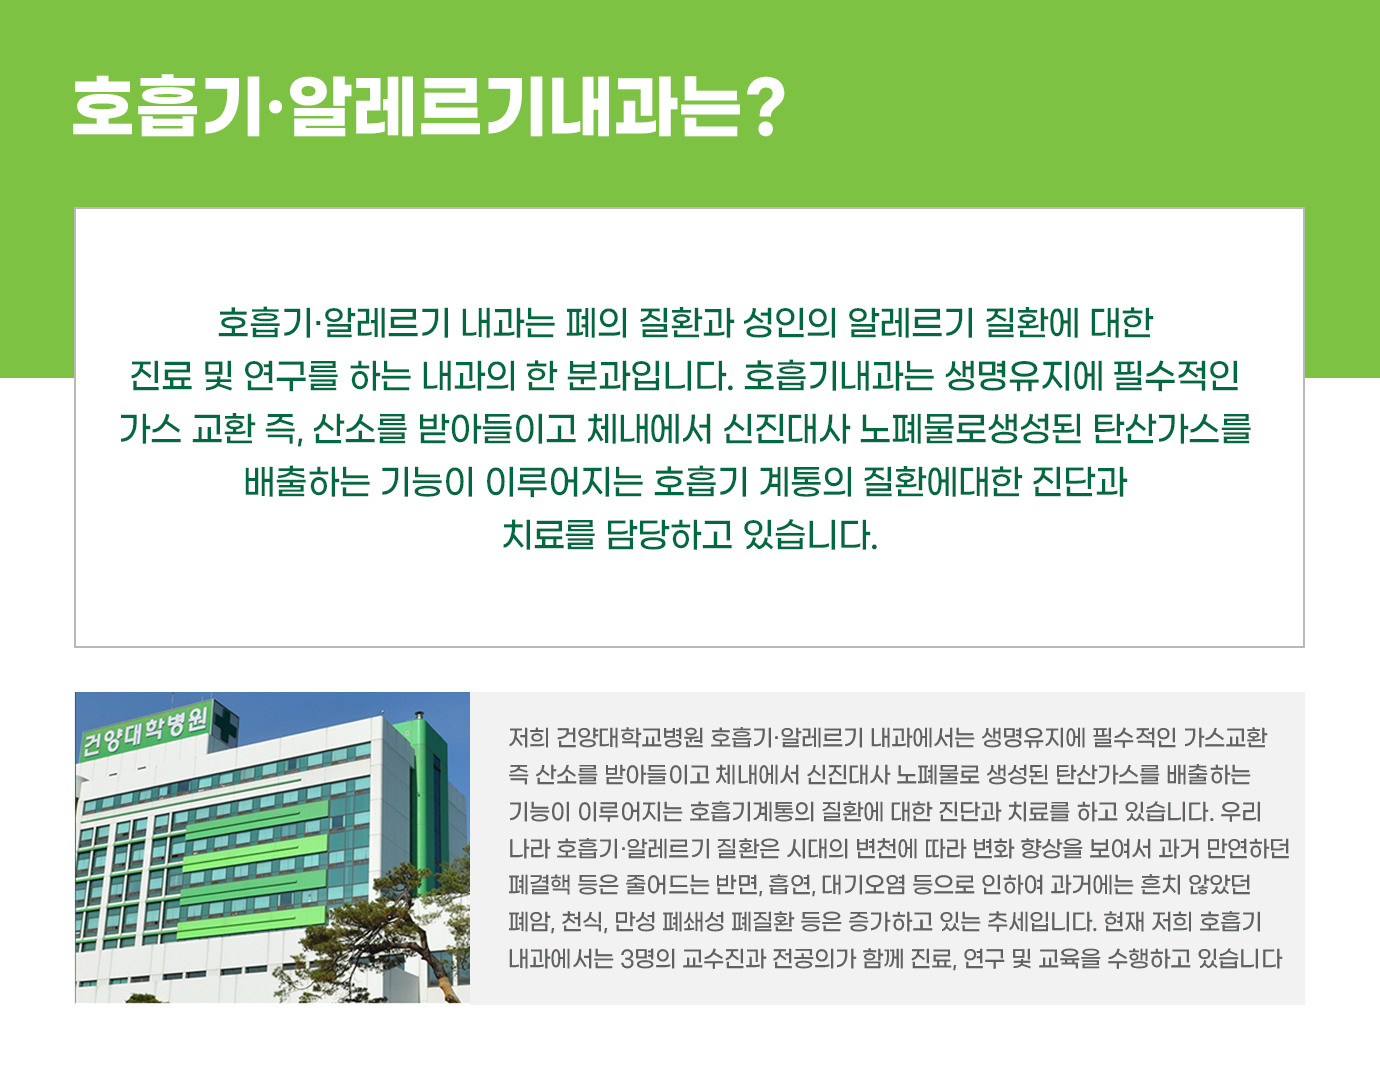 호흡기·알레르기내과는?
호흡기·알레르기 내과는 폐의 질환과 성인의 알레르기 질환에 대한
진료 및 연구를 하는 내과의 한 분과입니다. 호흡기내과는 생명유지에 필수적인
가스 교환 즉, 산소를 받아들이고 체내에서 신진대사 노폐물로생성된 탄산가스를
배출하는 기능이 이루어지는 호흡기 계통의 질환에대한 진단과
치료를 담당하고 있습니다.
건양대학병원
저희 건양대학교병원 호흡기·알레르기 내과에서는 생명유지에 필수적인 가스교환
즉 산소를 받아들이고 체내에서 신진대사 노폐물로 생성된 탄산가스를 배출하는
기능이 이루어지는 호흡기계통의 질환에 대한 진단과 치료를 하고 있습니다. 우리
나라 호흡기·알레르기 질환은 시대의 변천에 따라 변화 향상을 보여서 과거 만연하던
폐결핵 등은 줄어드는 반면, 흡연, 대기오염 등으로 인하여 과거에는 흔치 않았던
폐암, 천식, 만성 폐쇄성 폐질환 등은 증가하고 있는 추세입니다. 현재 저희 호흡기
내과에서는 3명의 교수진과 전공의가 함께 진료, 연구 및 교육을 수행하고 있습니다